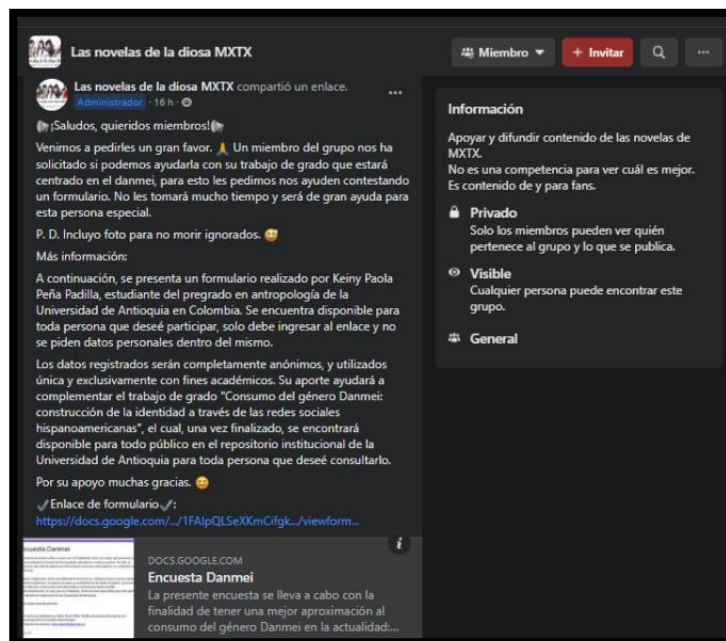 Las novelas de la diosa MXTX
Miembro
+ Invitar
Las novelas de la diosa MXTX compartió un enlace.
Administrador · 16 h ·
¡Saludos, quieridos miembros!
Venimos a pedirles un gran favor. 🙏 Un miembro del grupo nos ha
solicitado si podemos ayudarla con su trabajo de grado que estará
centrado en el danmei, para esto les pedimos nos ayuden contestando
un formulario. No les tomará mucho tiempo y será de gran ayuda para
esta persona especial.
P. D. Incluyo foto para no morir ignorados. 😅
Más información:
A continuación, se presenta un formulario realizado por Keiny Paola
Peña Padilla, estudiante del pregrado en antropología de la
Universidad de Antioquia en Colombia. Se encuentra disponible para
toda persona que deseé participar, solo debe ingresar al enlace y no
se piden datos personales dentro del mismo.
Los datos registrados serán completamente anónimos, y utilizados
única y exclusivamente con fines académicos. Su aporte ayudará a
complementar el trabajo de grado "Consumo del género Danmei:
construcción de la identidad a través de las redes sociales
hispanoamericanas", el cual, una vez finalizado, se encontrará
disponible para todo público en el repositorio institucional de la
Universidad de Antioquia para toda persona que deseé consultarlo.
Por su apoyo muchas gracias. 😊
✓Enlace de formulario✓:
https://docs.google.com/.../1FAIpQLSeXKmCifgk.../viewform...
Encuesta Danmei
DOCS.GOOGLE.COM
Encuesta Danmei
La presente encuesta se lleva a cabo con la
finalidad de tener una mejor aproximación al
consumo del género Danmei en la actualidad:...
Información
Apoyar y difundir contenido de las novelas de
MXTX.
No es una competencia para ver cuál es mejor.
Es contenido de y para fans.
Privado
Solo los miembros pueden ver quién
pertenece al grupo y lo que se publica.
Visible
Cualquier persona puede encontrar este
grupo.
General